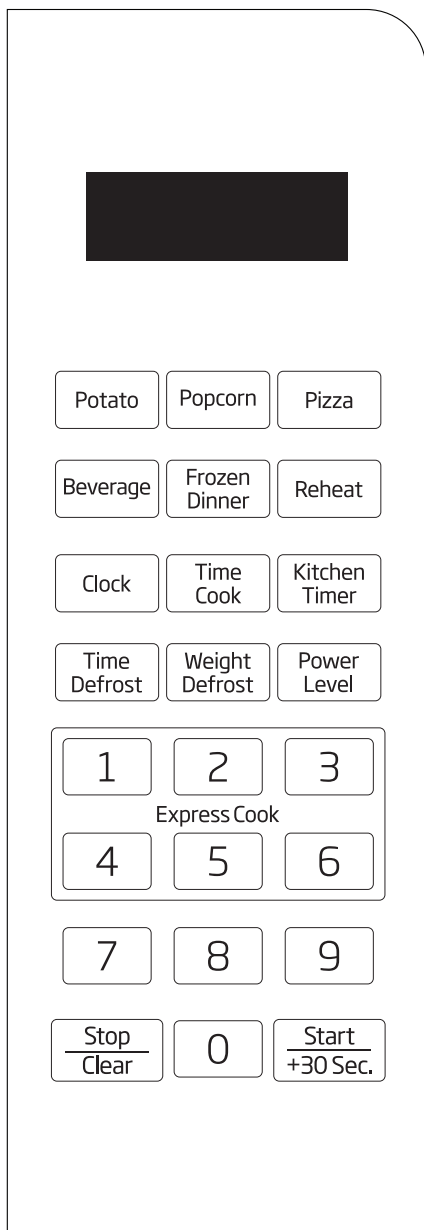 Potato Popcorn Pizza
Beverage Frozen Dinner Reheat
Clock Time Cook Kitchen Timer
Time Defrost Weight Defrost Power Level
1 2 3
Express Cook
4 5 6
7 8 9
Stop Clear 0 Start +30 Sec.